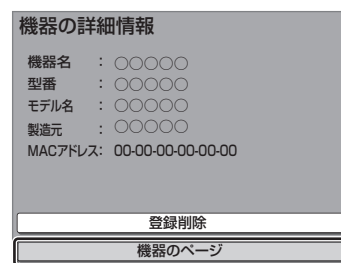 機器の詳細情報
機器名 : ○○○○○
型番 : ○○○○○
モデル名 : ○○○○○
製造元 : ○○○○○
MACアドレス: 00-00-00-00-00-00
登録削除
機器のページ